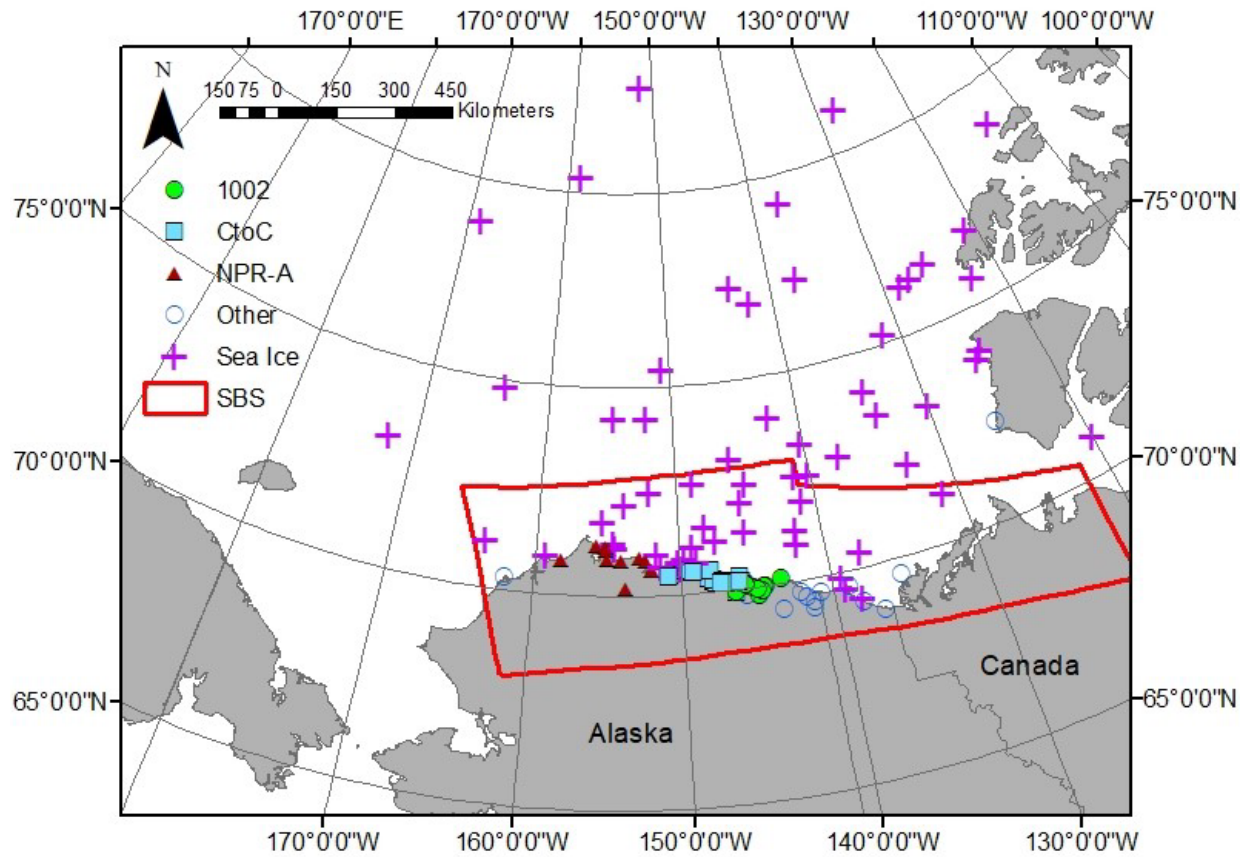 170°0'0"E 170°0'0"W 150°0'0"W 130°0'0"W 110°0'0"W 100°0'0"W
N
150 75 0 150 300 450
Kilometers
1002
CtoC
NPR-A
Other
Sea Ice
SBS
75°0'0"N 75°0'0"N
70°0'0"N 70°0'0"N
65°0'0"N 65°0'0"N
Canada
Alaska
170°0'0"W 160°0'0"W 150°0'0"W 140°0'0"W 130°0'0"W